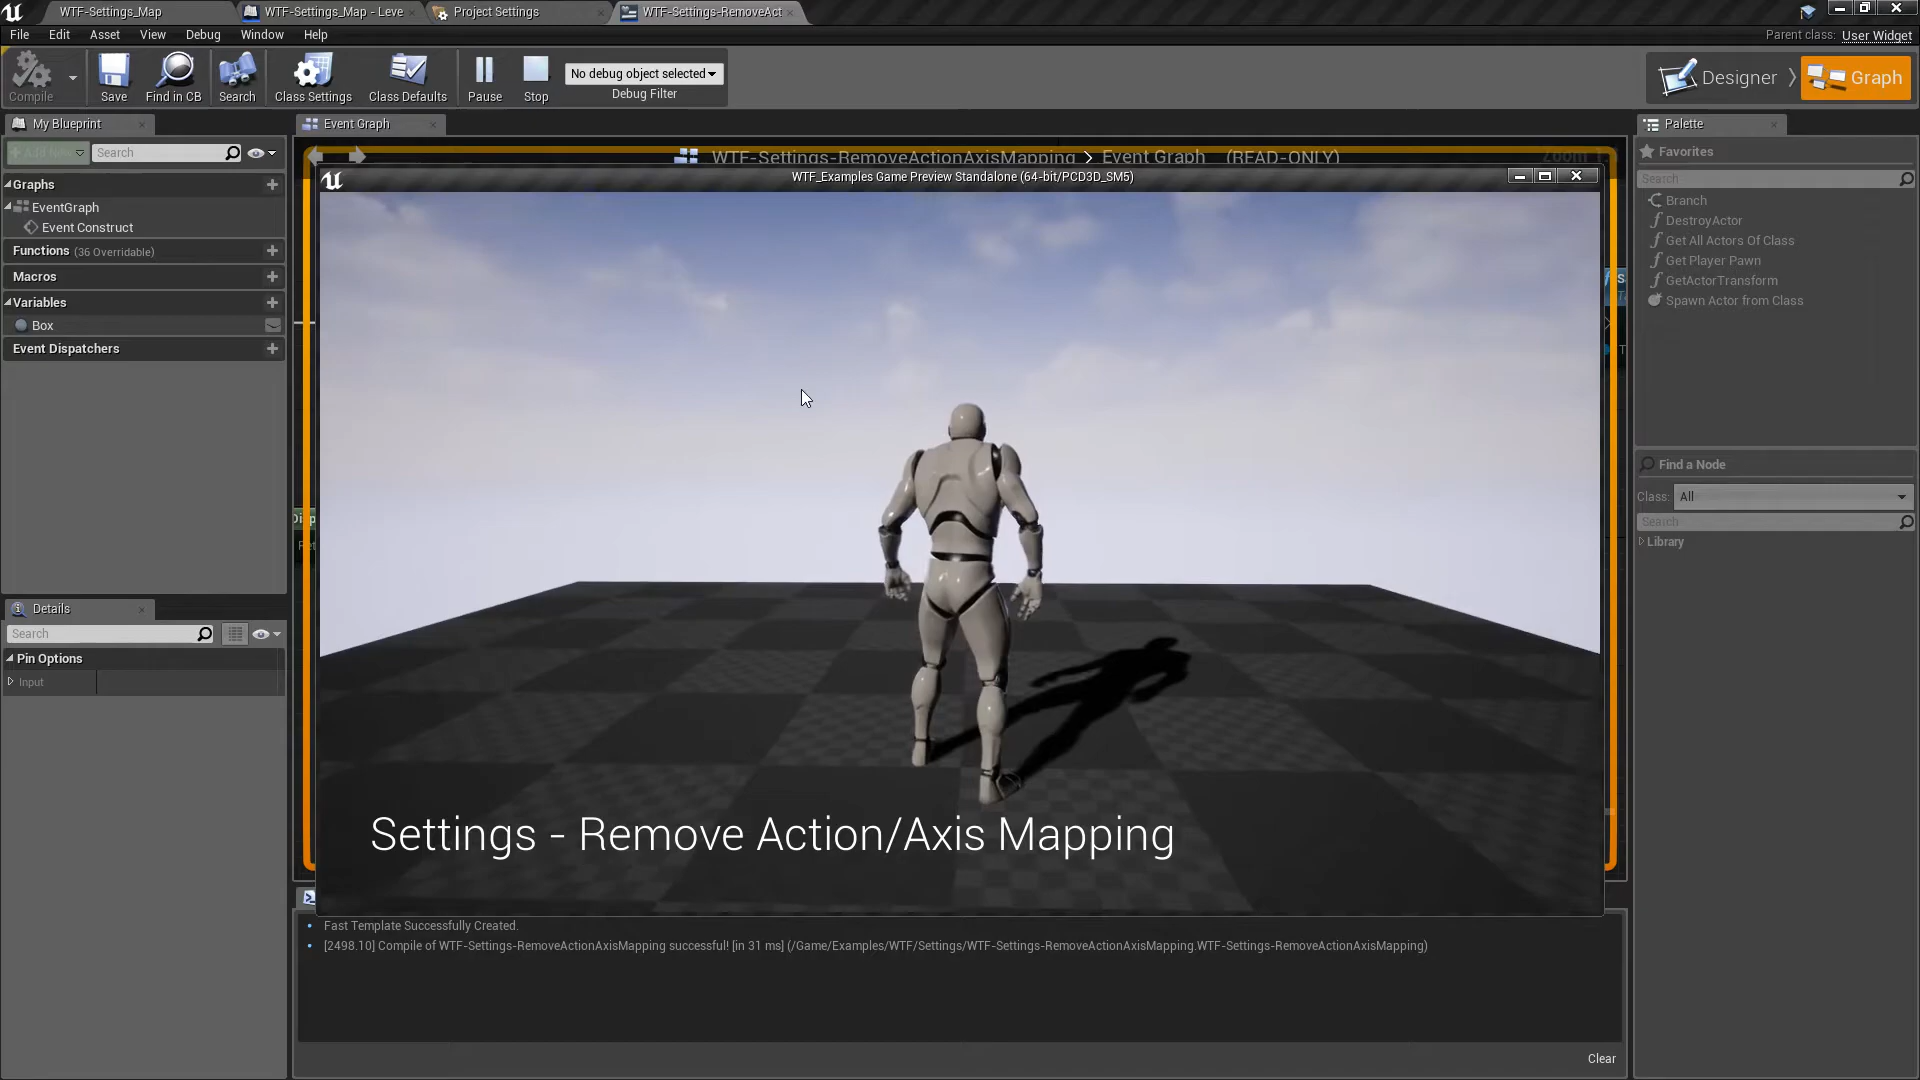 WTF-Settings_Map
WTF-Settings_Map - Leve
Project Settings
WTF-Settings-RemoveAct
File
Edit
Asset
View
Debug
Window
Help
Parent class: User Widget
Compile
Save
Find in CB
Search
Class Settings
Class Defaults
Pause
Stop
No debug object selected
Debug Filter
Designer
Graph
My Blueprint
Event Graph
Palette
Add New
Search
WTF-Settings-RemoveActionAxisMapping > Event Graph (READ-ONLY)
WTF_Examples Game Preview Standalone (64-bit/PCD3D_SM5)
Graphs
EventGraph
Event Construct
Functions (36 Overridable)
Macros
Variables
Box
Event Dispatchers
Favorites
Search
Branch
DestroyActor
Get All Actors Of Class
Get Player Pawn
GetActorTransform
Spawn Actor from Class
Find a Node
Class: All
Search
Library
Details
Search
Pin Options
Input
Settings - Remove Action/Axis Mapping
Fast Template Successfully Created.
[2498.10] Compile of WTF-Settings-RemoveActionAxisMapping successful! [in 31 ms] (/Game/Examples/WTF/Settings/WTF-Settings-RemoveActionAxisMapping.WTF-Settings-RemoveActionAxisMapping)
Clear